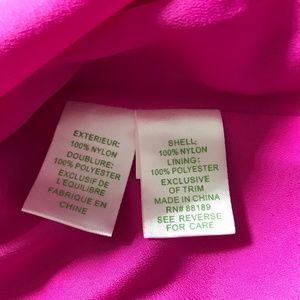 EXTERIEUR:
100% NYLON
DOUBLURE:
100% POLYESTER
EXCLUSIF DE
L'EQUILIBRE
FABRIQUE EN
CHINE
SHELL:
100% NYLON
LINING:
100% POLYESTER
EXCLUSIVE
OF TRIM
MADE IN CHINA
RN# 88189
SEE REVERSE
FOR CARE